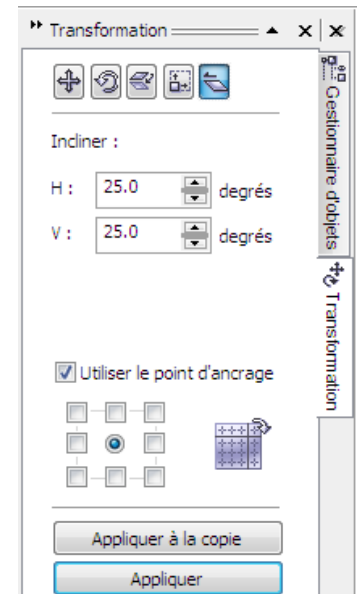 Transformation
Incliner :
H : 25.0 degrés
V : 25.0 degrés
Utiliser le point d'ancrage
Appliquer à la copie
Appliquer
Gestionnaire d'objets
Transformation